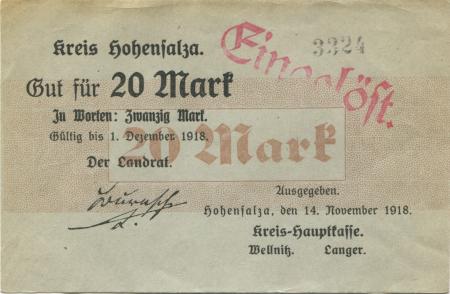 Kreis Hohensalza.
3324
Eingelöst.
Gut für 20 Mark
In Worten: Zwanzig Mark.
Gültig bis 1. Dezember 1918.
20 Mark
Der Landrat.
Ausgegeben.
Hohensalza, den 14. November 1918.
Kreis-Hauptkasse.
Wellnitz. Langer.